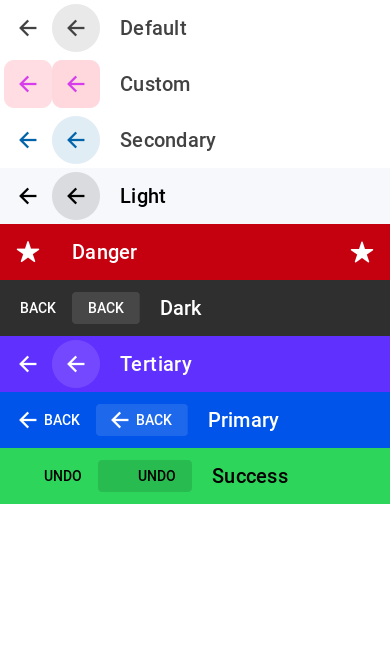 Default
Custom
Secondary
Light
Danger
BACK BACK Dark
Tertiary
BACK BACK Primary
UNDO UNDO Success